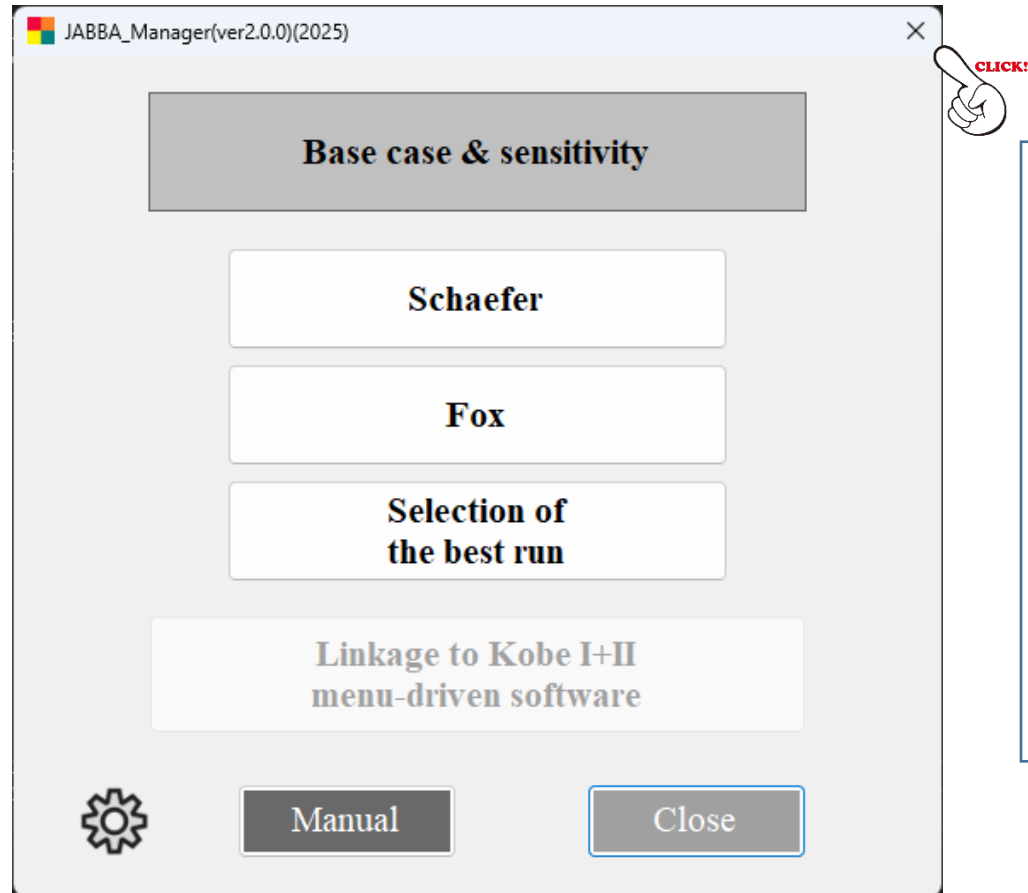 JABBA_Manager(ver2.0.0)(2025)
CLICK!
Base case & sensitivity
Schaefer
Fox
Selection of
the best run
Linkage to Kobe I+II
menu-driven software
Manual
Close